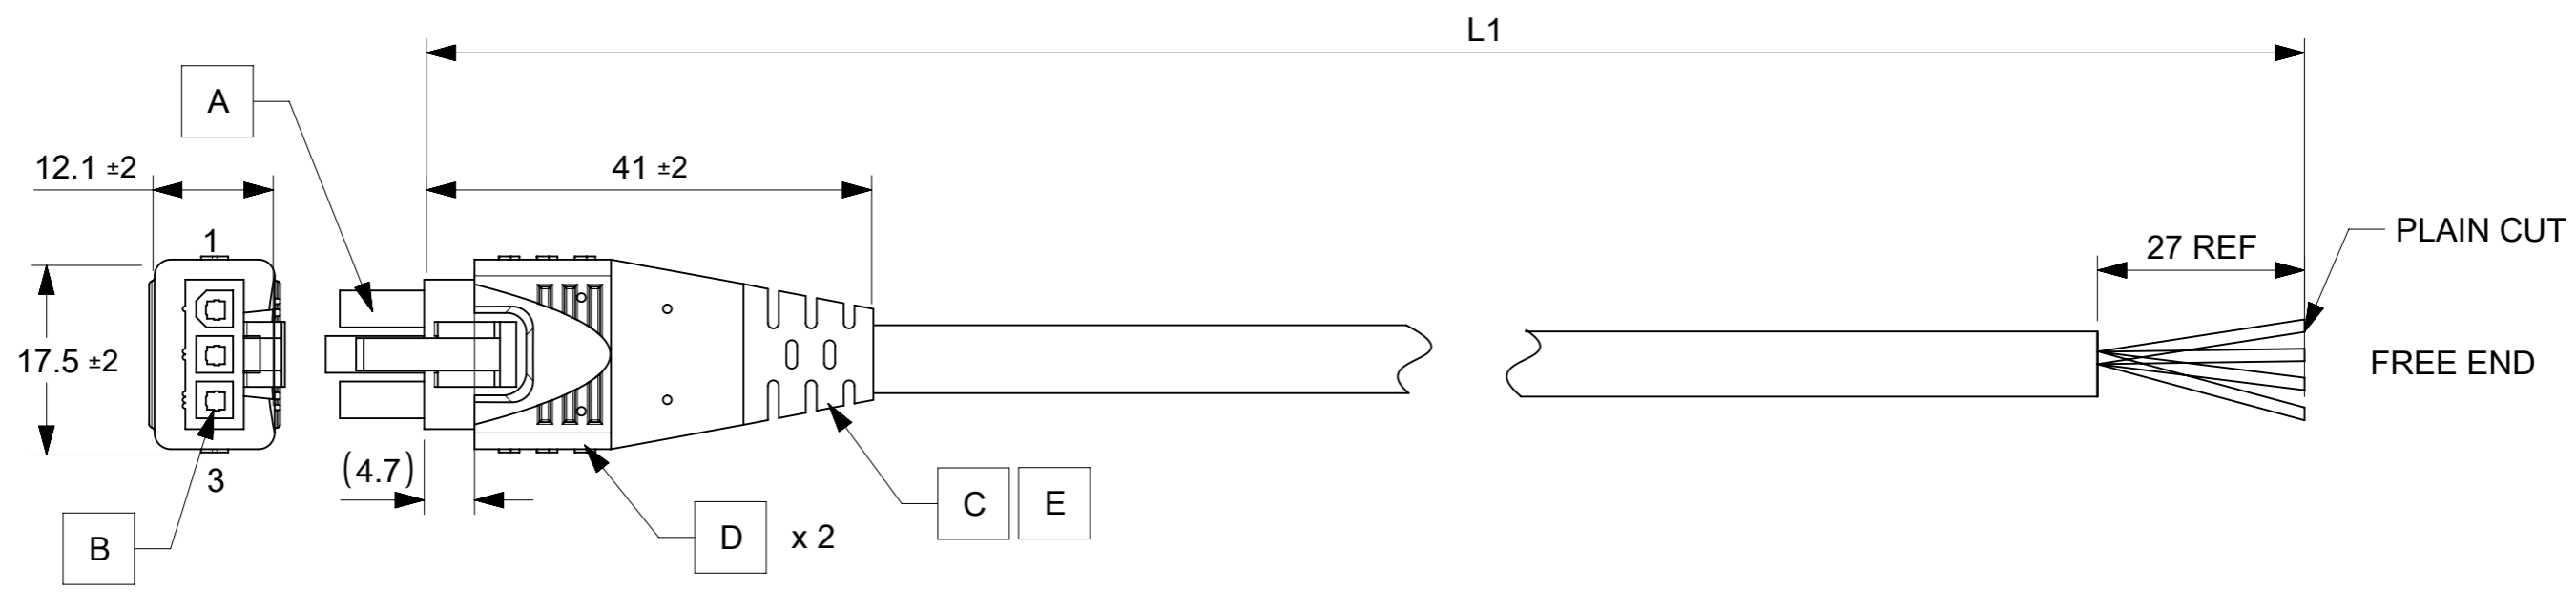 L1
A
12.1 ±2
41 ±2
1
27 REF
PLAIN CUT
17.5 ±2
FREE END
(4.7)
3
C
E
B
D
x 2